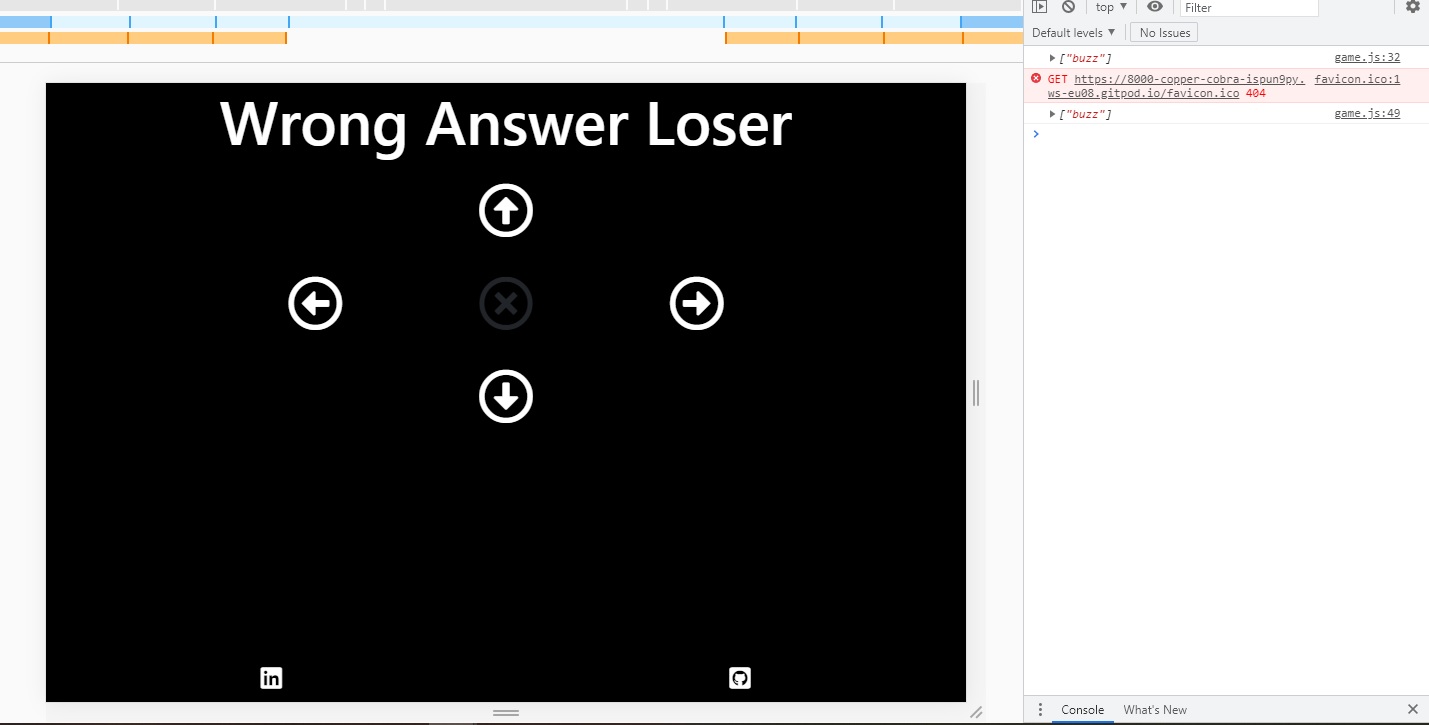 top ▼ Filter
Default levels ▼ No Issues
▶ ["buzz"] game.js:32
GET https://8000-copper-cobra-ispun9py. favicon.ico:1
ws-eu08.gitpod.io/favicon.ico 404
▶ ["buzz"] game.js:49
Wrong Answer Loser
in
Console What's New